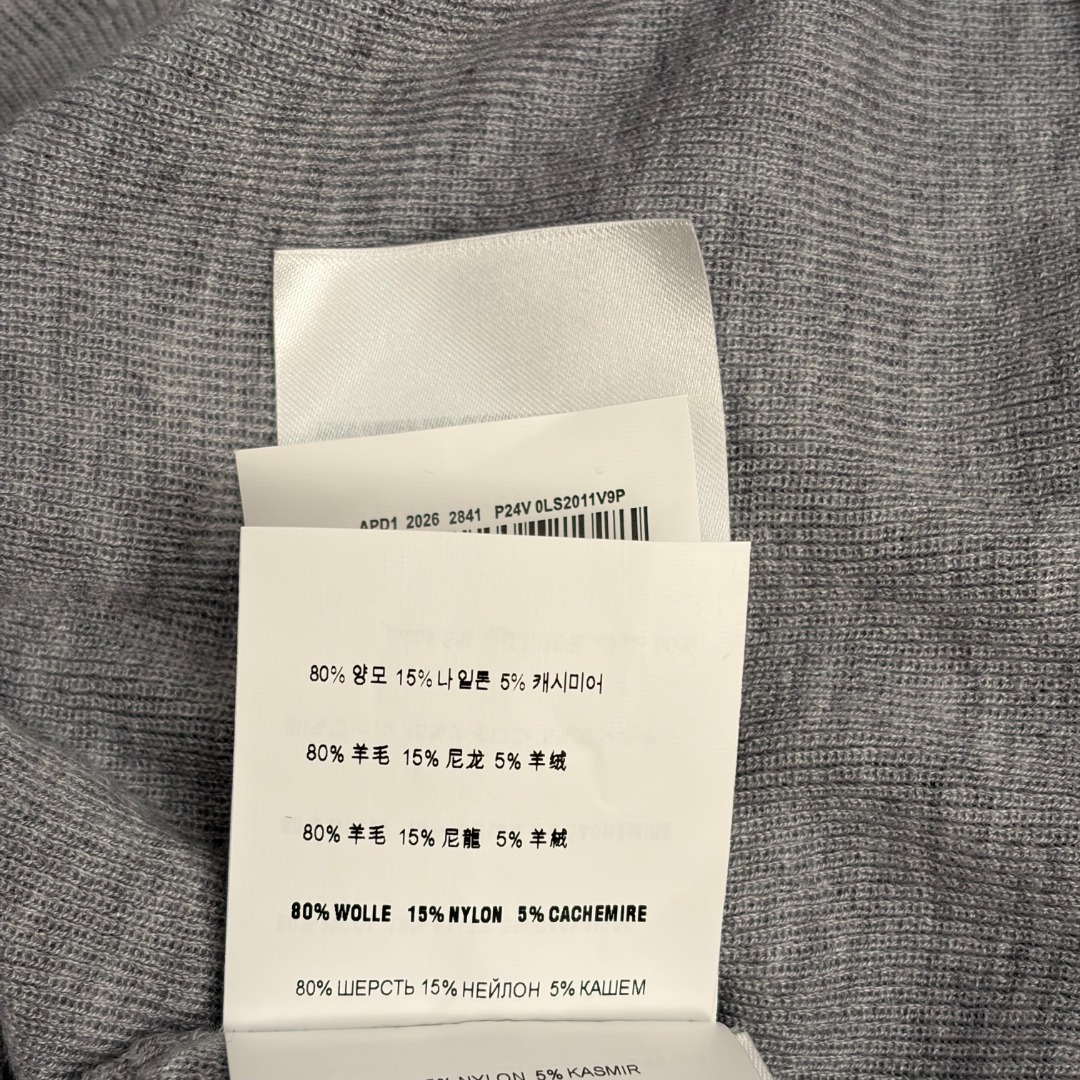 APD1 2026 2841 P24V 0LS2011V9P
80% 양모 15% 나일론 5% 캐시미어
80% 羊毛 15% 尼龙 5% 羊绒
80% 羊毛 15% 尼龍 5% 羊絨
80% WOLLE 15% NYLON 5% CACHEMIRE
80% ШЕРСТЬ 15% НЕЙЛОН 5% КАШЕМ
NYLON 5% KASMIR